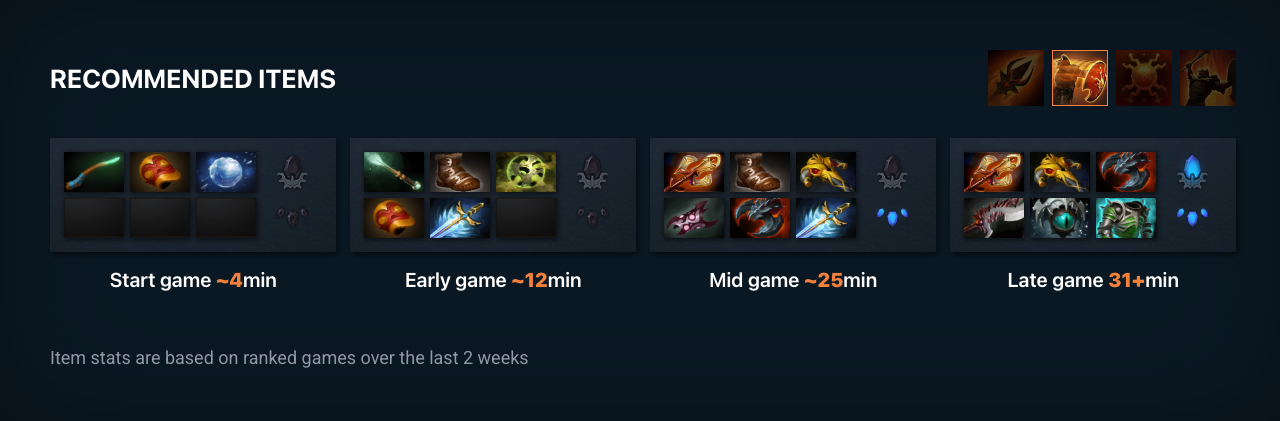 RECOMMENDED ITEMS
Start game ~4min
Early game ~12min
Mid game ~25min
Late game 31+min
Item stats are based on ranked games over the last 2 weeks